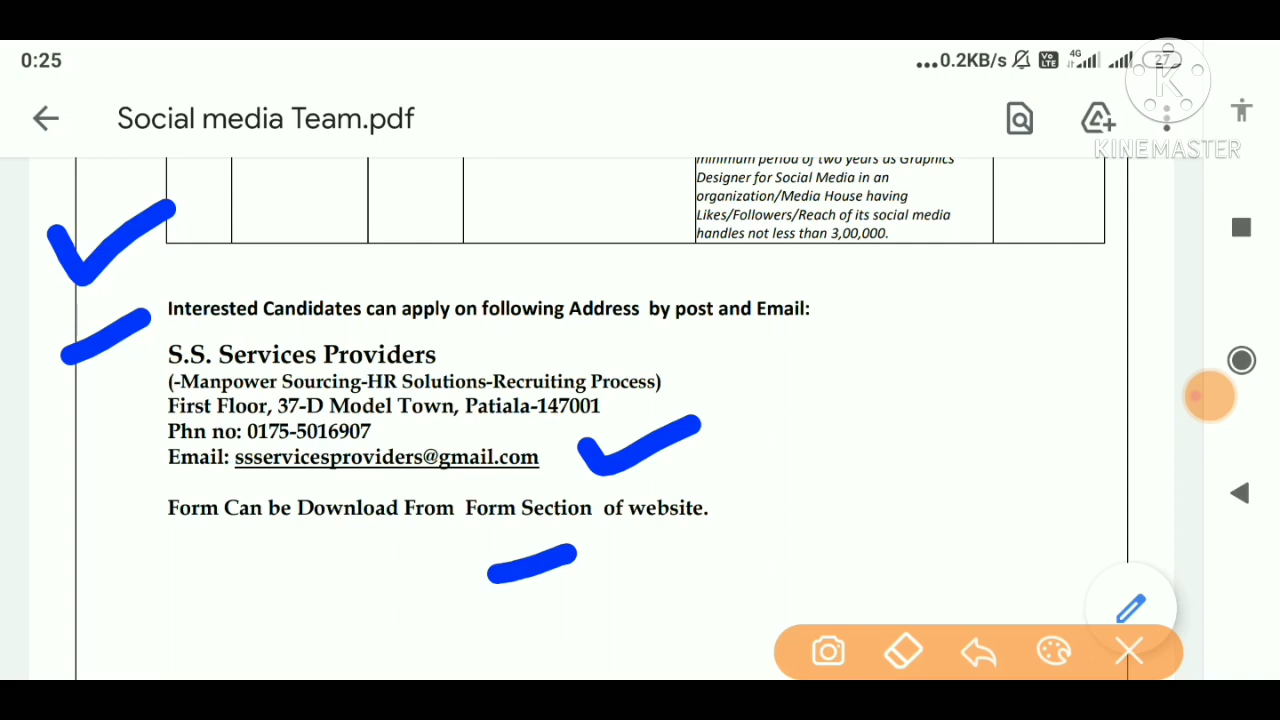 0:25
...0.2KB/s Vo LTE 4G 27
Social media Team.pdf
KINEMASTER
minimum period of two years as Graphics
Designer for Social Media in an
organization/Media House having
Likes/Followers/Reach of its social media
handles not less than 3,00,000.
Interested Candidates can apply on following Address by post and Email:
S.S. Services Providers
(-Manpower Sourcing-HR Solutions-Recruiting Process)
First Floor, 37-D Model Town, Patiala-147001
Phn no: 0175-5016907
Email: ssservicesproviders@gmail.com
Form Can be Download From Form Section of website.